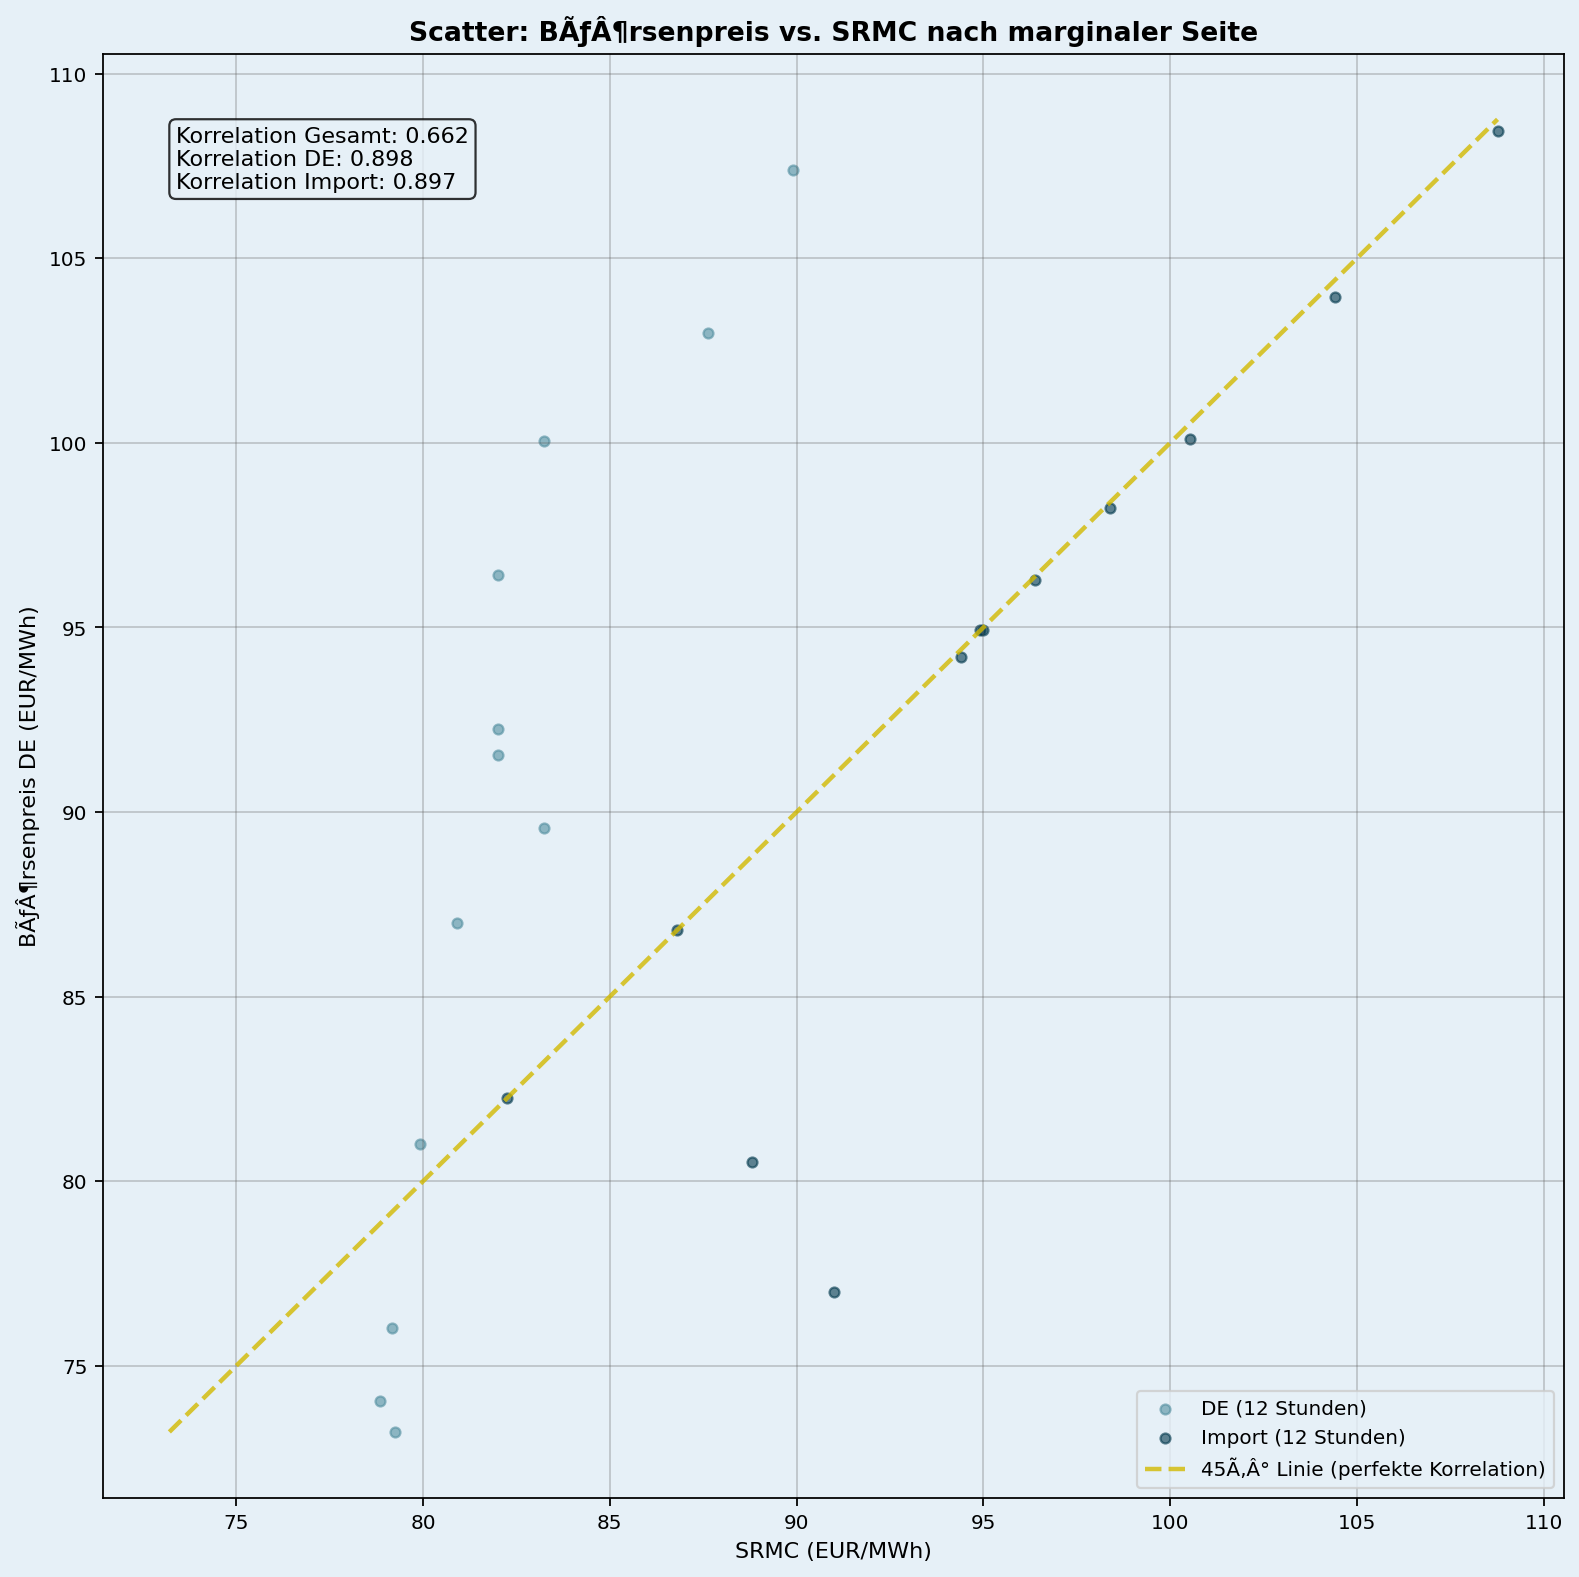 Scatter: BÃƒÂ¶rsenpreis vs. SRMC nach marginaler Seite
110
105
100
95
90
85
80
75
BÃƒÂ¶rsenpreis DE (EUR/MWh)
Korrelation Gesamt: 0.662
Korrelation DE: 0.898
Korrelation Import: 0.897
DE (12 Stunden)
Import (12 Stunden)
45Ã‚Â° Linie (perfekte Korrelation)
75 80 85 90 95 100 105 110
SRMC (EUR/MWh)